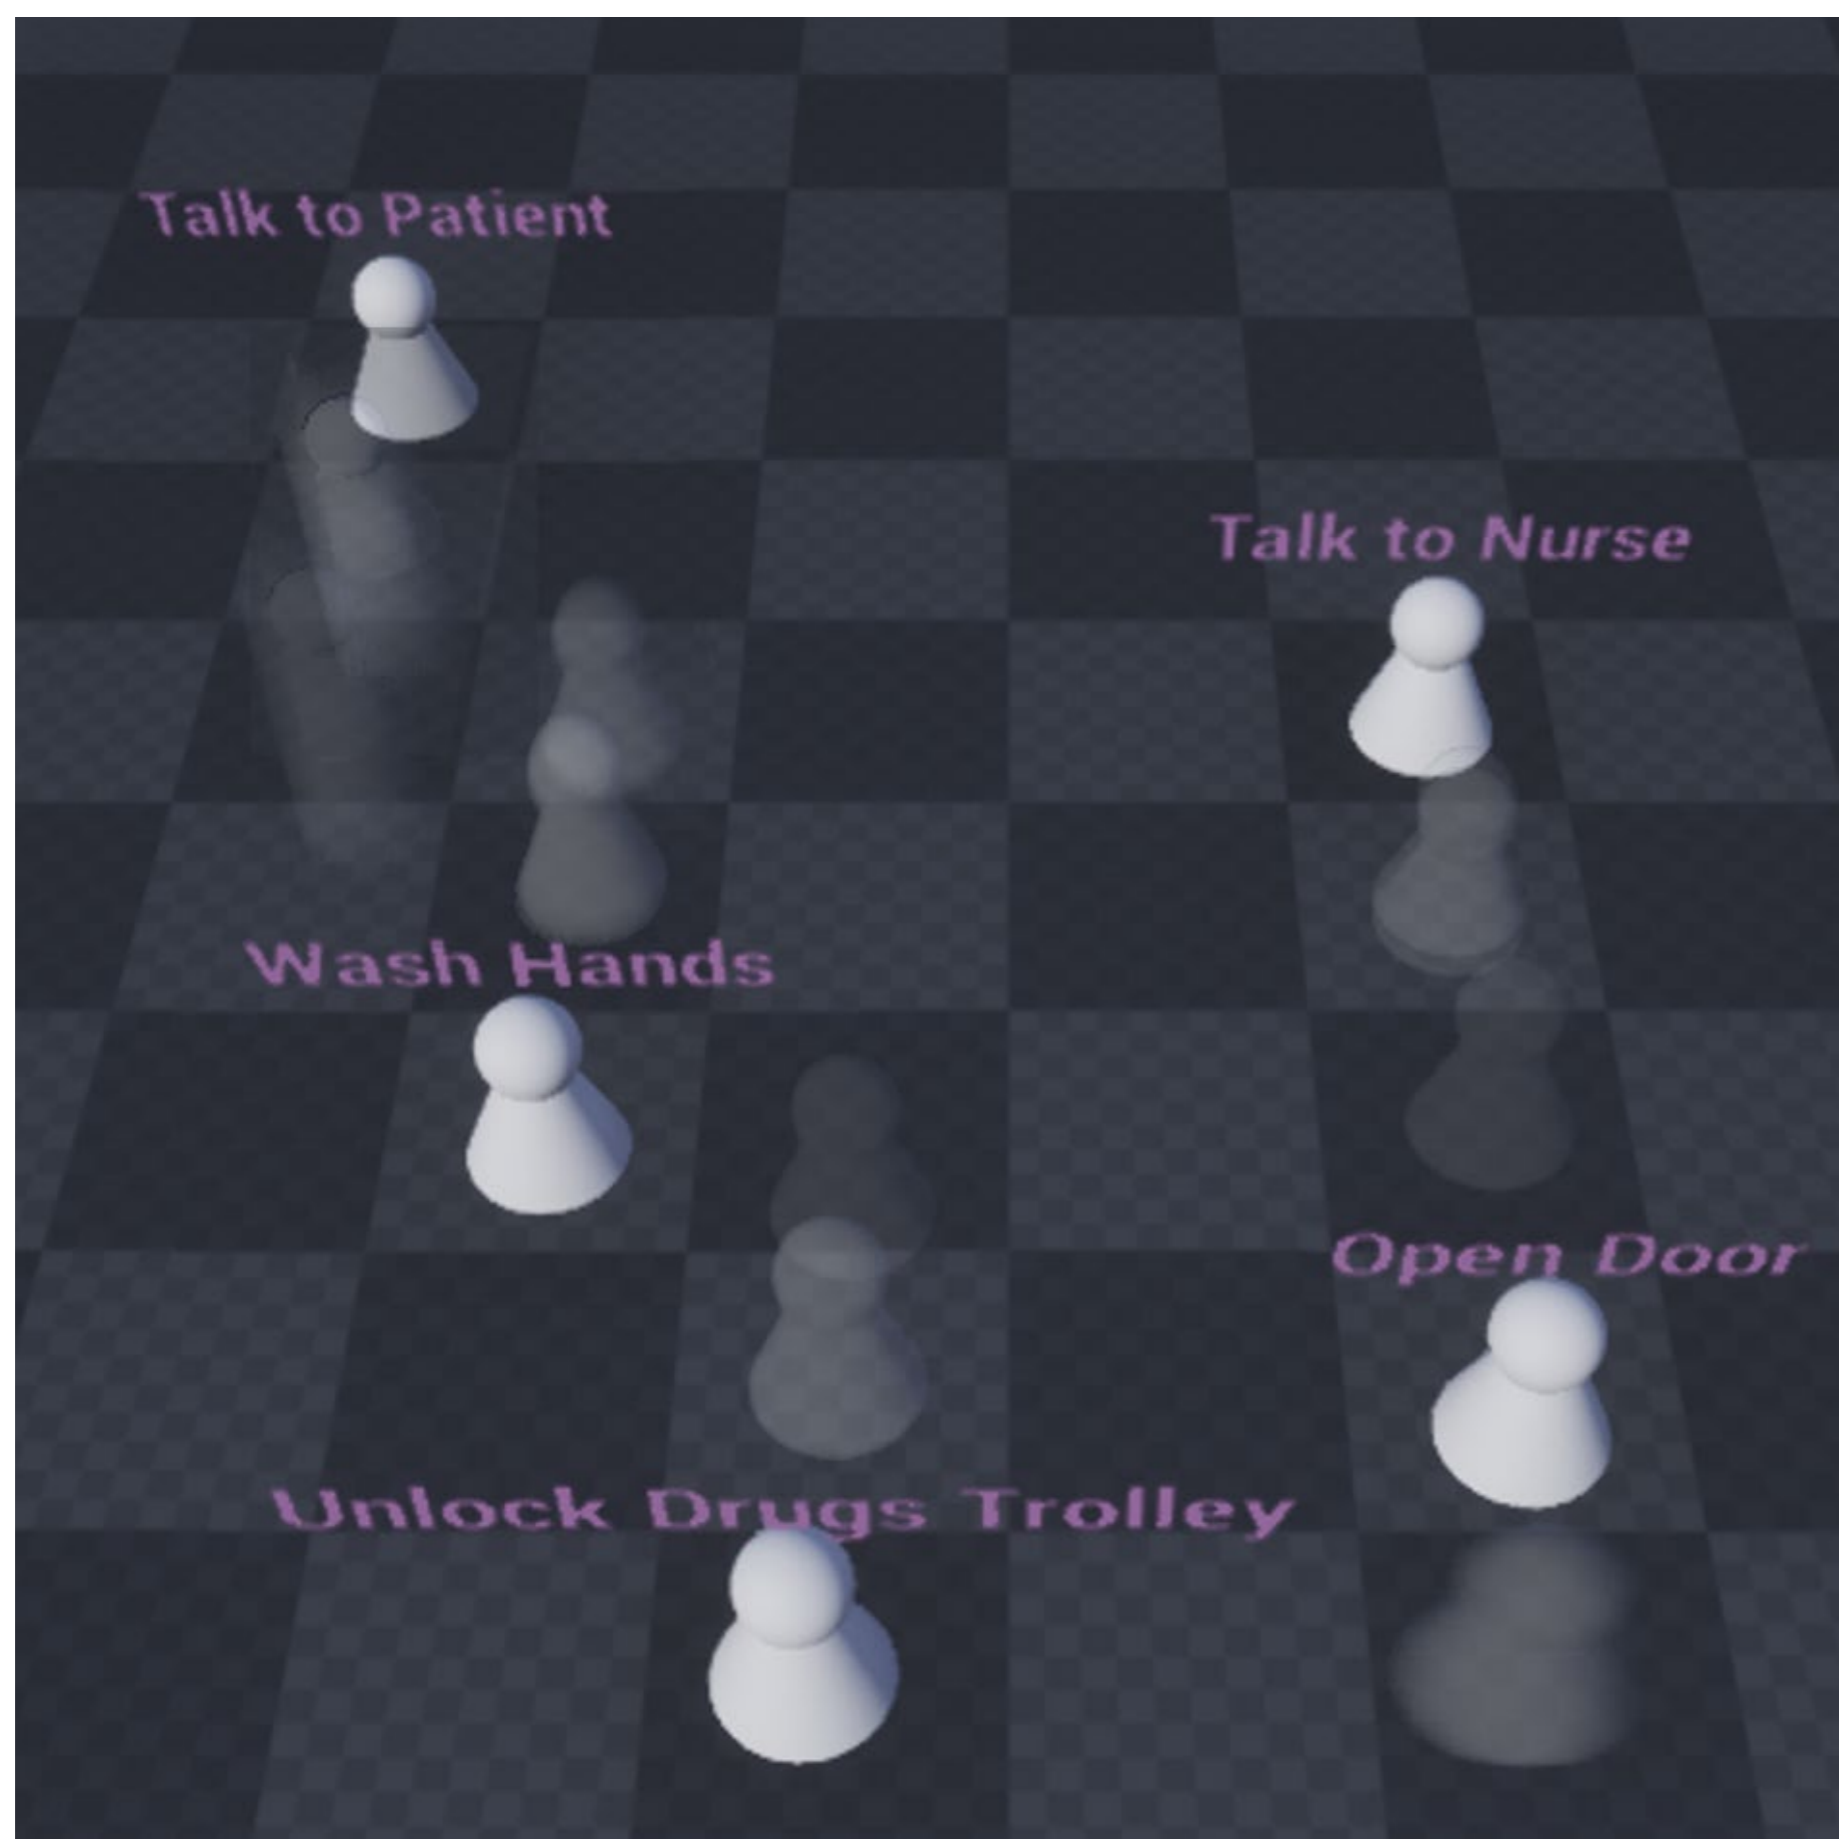 Talk to Patient
Talk to Nurse
Wash Hands
Open Door
Unlock Drugs Trolley